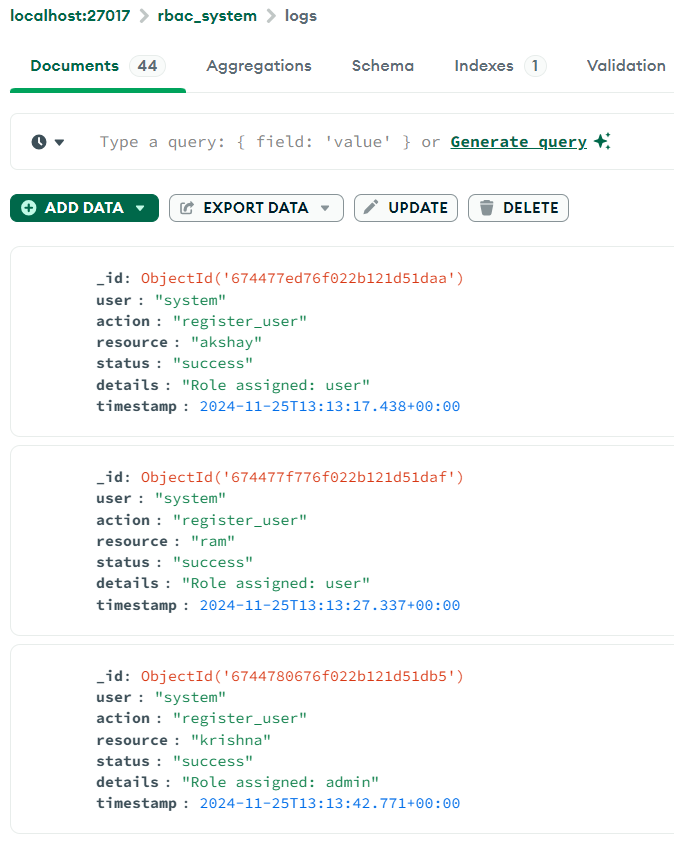 localhost:27017 > rbac_system > logs
Documents 44 Aggregations Schema Indexes 1 Validation
Type a query: { field: 'value' } or Generate query
ADD DATA EXPORT DATA UPDATE DELETE
_id: ObjectId('674477ed76f022b121d51daa')
user : "system"
action : "register_user"
resource : "akshay"
status : "success"
details : "Role assigned: user"
timestamp : 2024-11-25T13:13:17.438+00:00
_id: ObjectId('674477f776f022b121d51daf')
user : "system"
action : "register_user"
resource : "ram"
status : "success"
details : "Role assigned: user"
timestamp : 2024-11-25T13:13:27.337+00:00
_id: ObjectId('6744780676f022b121d51db5')
user : "system"
action : "register_user"
resource : "krishna"
status : "success"
details : "Role assigned: admin"
timestamp : 2024-11-25T13:13:42.771+00:00